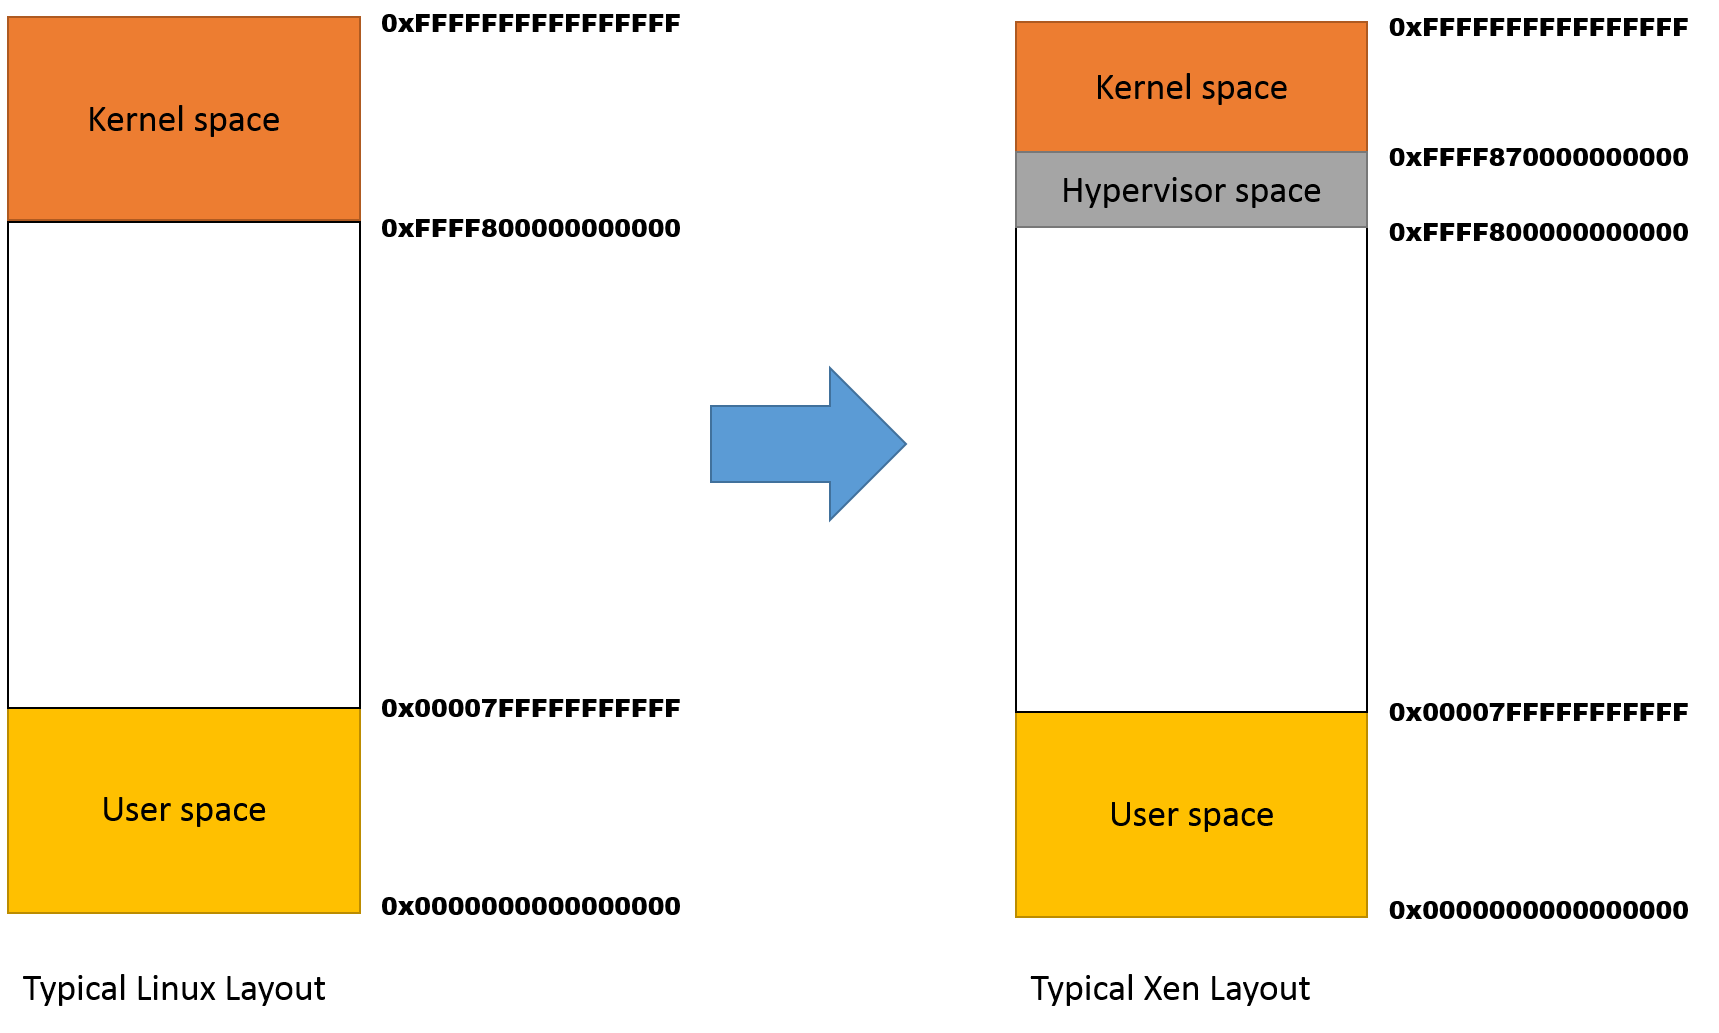 0xFFFFFFFFFFFFFFFF
Kernel space
0xFFFF800000000000
0x00007FFFFFFFFFFF
User space
0x0000000000000000
Typical Linux Layout
0xFFFFFFFFFFFFFFFF
Kernel space
0xFFFF870000000000
Hypervisor space
0xFFFF800000000000
0x00007FFFFFFFFFFF
User space
0x0000000000000000
Typical Xen Layout